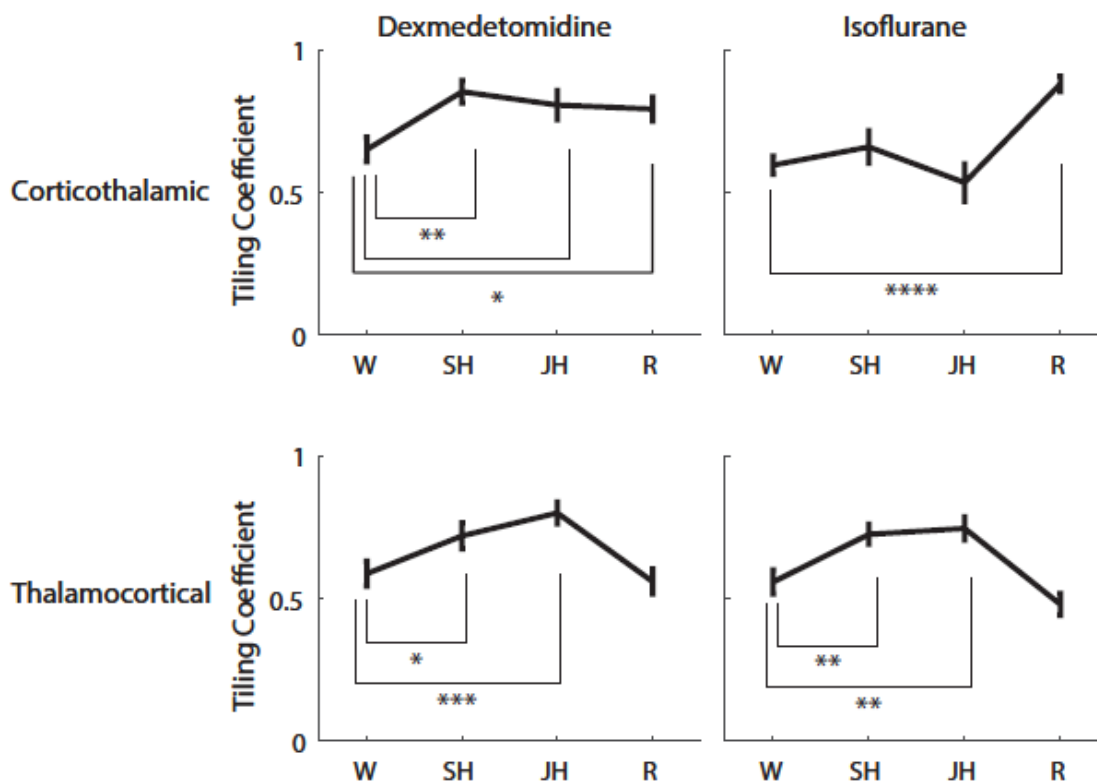 Dexmedetomidine Isoflurane
1
Corticothalamic
Tiling Coefficient
0.5
**
*
****
0
W SH JH R W SH JH R
1
Thalamocortical
Tiling Coefficient
0.5
*
**
***
**
0
W SH JH R W SH JH R